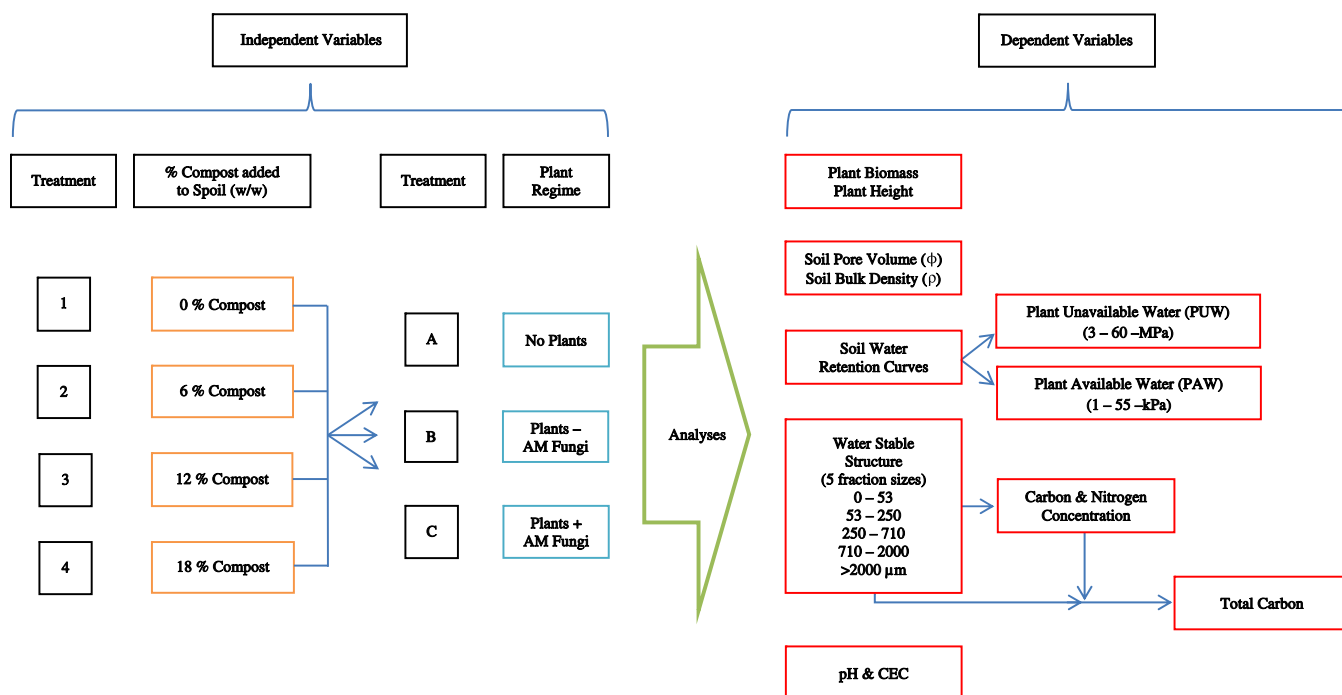 Independent Variables
Dependent Variables
Treatment
% Compost added
to Spoil (w/w)
Treatment
Plant
Regime
1
0 % Compost
2
6 % Compost
3
12 % Compost
4
18 % Compost
A
No Plants
B
Plants –
AM Fungi
C
Plants +
AM Fungi
Analyses
Plant Biomass
Plant Height
Soil Pore Volume (ϕ)
Soil Bulk Density (ρ)
Soil Water
Retention Curves
Plant Unavailable Water (PUW)
(3 – 60 –MPa)
Plant Available Water (PAW)
(1 – 55 –kPa)
Water Stable
Structure
(5 fraction sizes)
0 – 53
53 – 250
250 – 710
710 – 2000
>2000 µm
Carbon & Nitrogen
Concentration
Total Carbon
pH & CEC